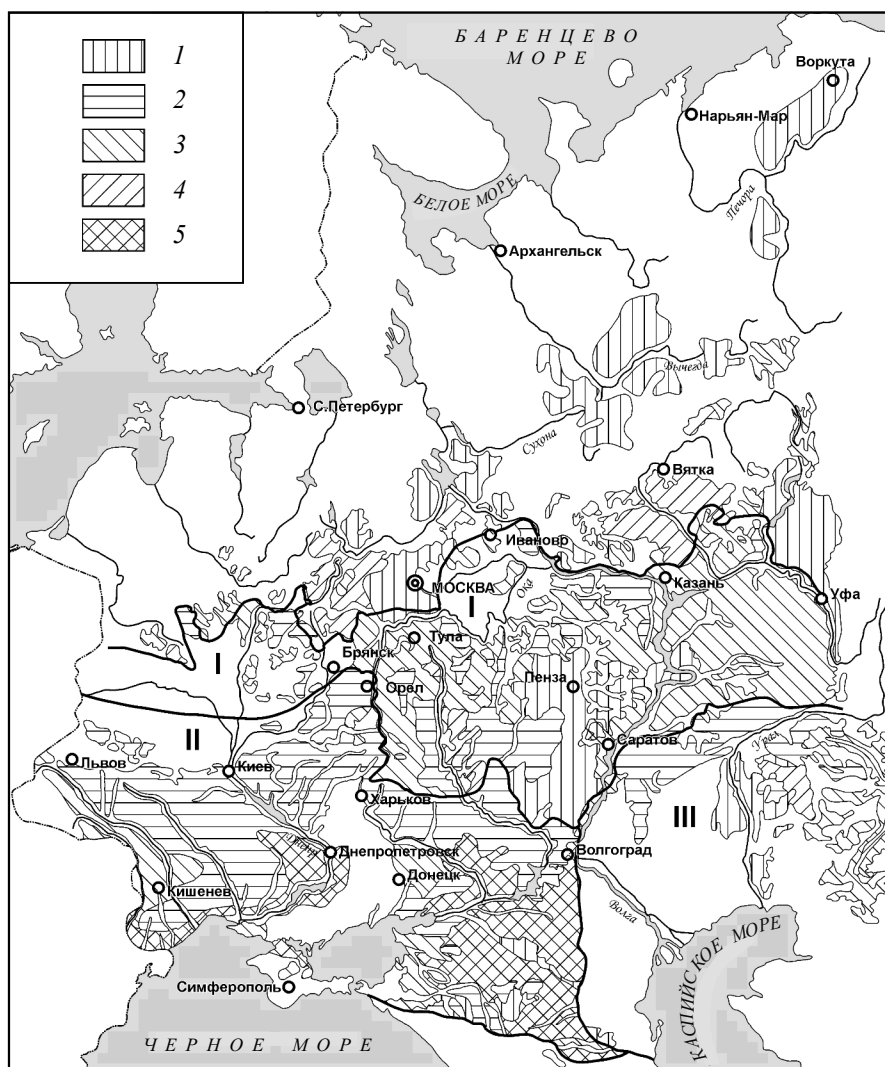 1
2
3
4
5
БАРЕНЦЕВО
МОРЕ
Воркута
Нарьян-Мар
Печора
БЕЛОЕ МОРЕ
Архангельск
Вычегда
С.Петербург
Сухона
Вятка
Иваново
Казань
МОСКВА
I
Ока
Уфа
Тула
Брянск
I
Пенза
Орел
II
Саратов
Урал
Львов
Киев
Харьков
III
Волгоград
Днепропетровск
Донецк
Кишенев
Волга
Симферополь
КАСПИЙСКОЕ МОРЕ
ЧЕРНОЕ МОРЕ